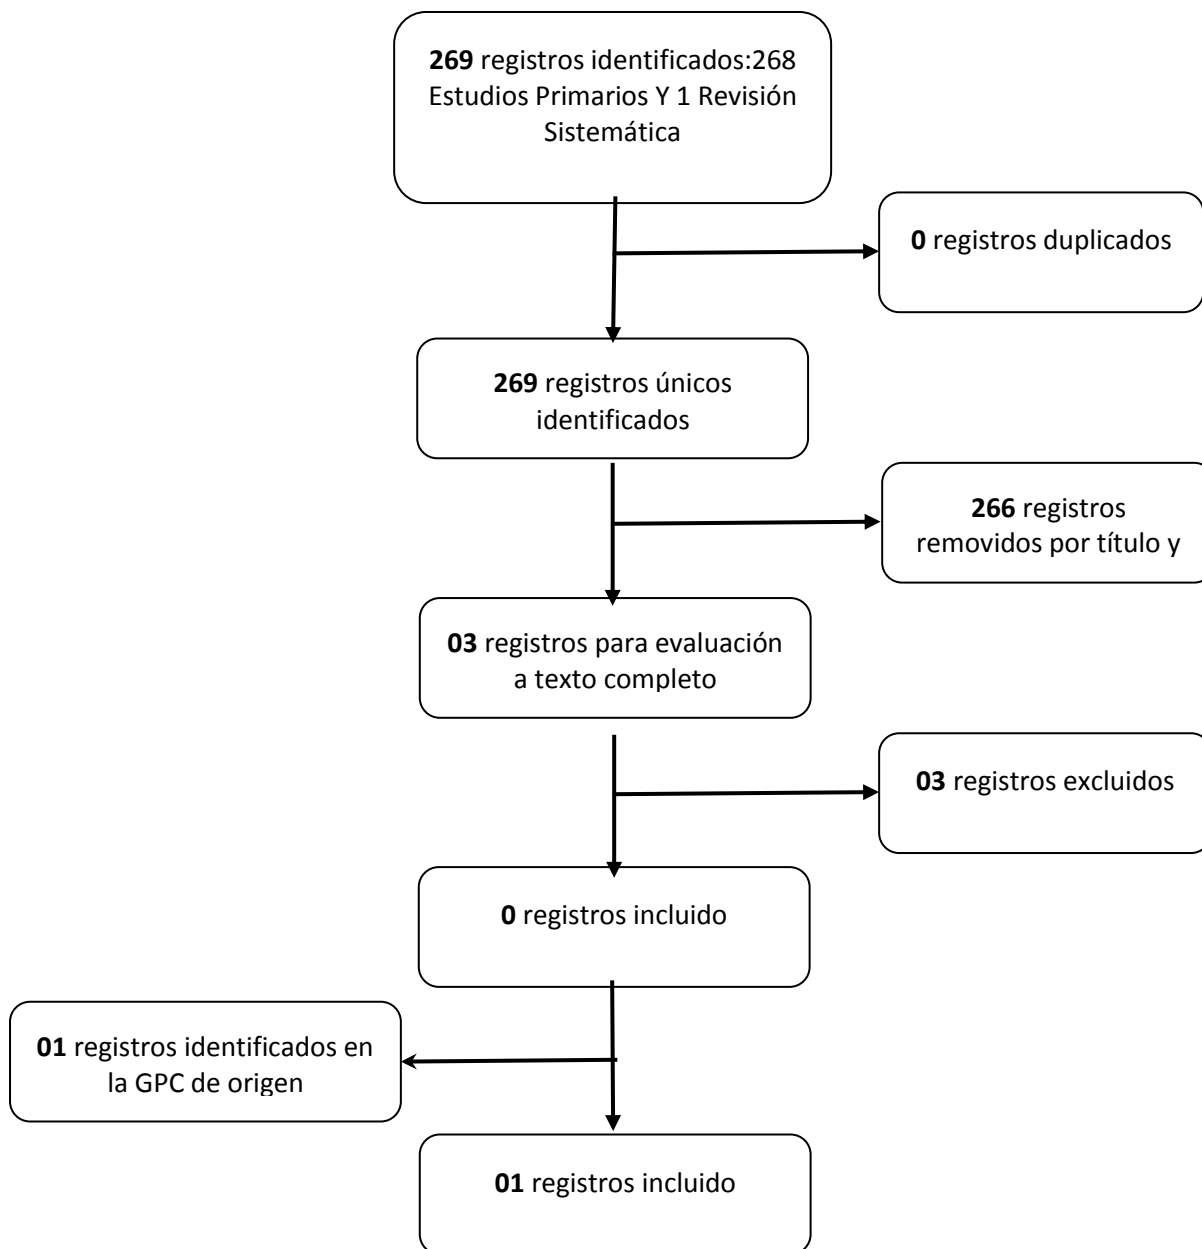 269 registros identificados:268
Estudios Primarios Y 1 Revisión
Sistemática
0 registros duplicados
269 registros únicos
identificados
266 registros
removidos por título y
03 registros para evaluación
a texto completo
03 registros excluidos
0 registros incluido
01 registros identificados en
la GPC de origen
01 registros incluido